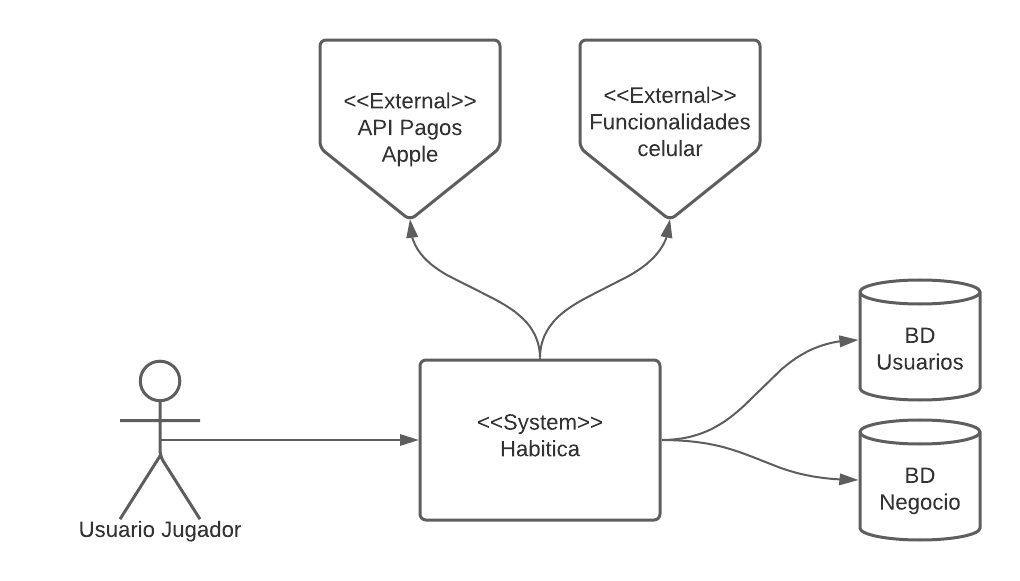 <<External>>
API Pagos
Apple
<<External>>
Funcionalidades
celular
BD
Usuarios
<<System>>
Habitica
BD
Negocio
Usuario Jugador